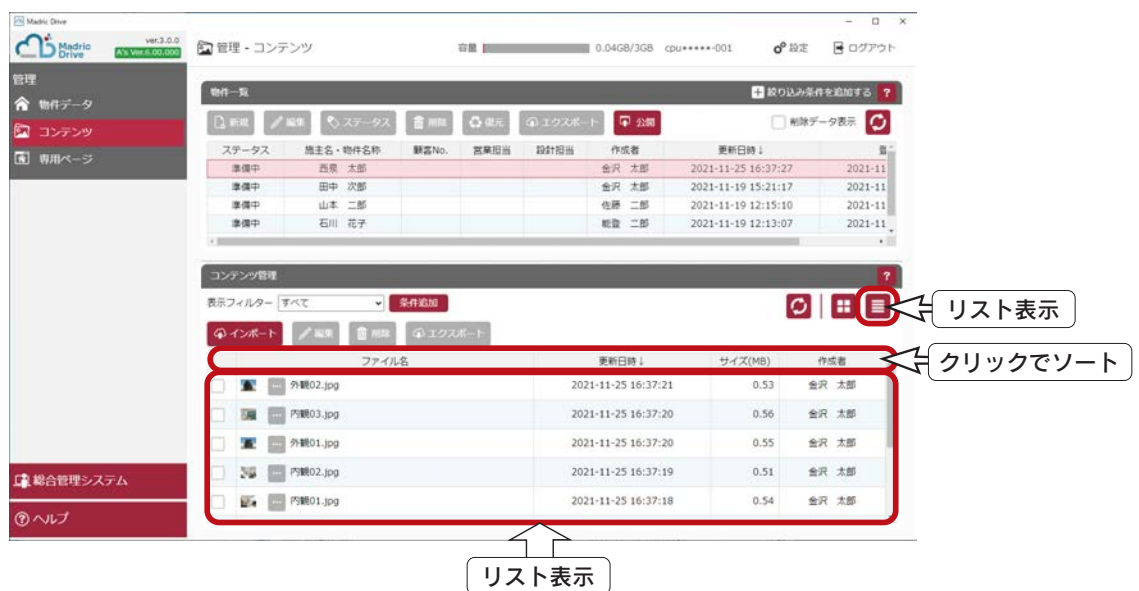 Madric Drive
Madric Drive ver.3.0.0 A's Ver.6.00.000
管理 - コンテンツ 容量 0.04GB/3GB cpu*****-001 設定 ログアウト
管理
物件データ
コンテンツ
専用ページ
総合管理システム
?ヘルプ
物件一覧 + 絞り込み条件を追加する ?
新規 編集 ステータス 削除 復元 エクスポート 公開 削除データ表示
ステータス 施主名・物件名称 顧客No. 営業担当 設計担当 作成者 更新日時↓
準備中 西泉 太郎 金沢 太郎 2021-11-25 16:37:27 2021-11
準備中 田中 次郎 金沢 太郎 2021-11-19 15:21:17 2021-11
準備中 山本 二郎 佐藤 二郎 2021-11-19 12:15:10 2021-11
準備中 石川 花子 能登 二郎 2021-11-19 12:13:07 2021-11
コンテンツ管理 ?
表示フィルター すべて 条件追加
リスト表示
インポート 編集 削除 エクスポート
ファイル名 更新日時↓ サイズ(MB) 作成者
クリックでソート
... 外観02.jpg 2021-11-25 16:37:21 0.53 金沢 太郎
... 内観03.jpg 2021-11-25 16:37:20 0.56 金沢 太郎
... 外観01.jpg 2021-11-25 16:37:20 0.55 金沢 太郎
... 内観02.jpg 2021-11-25 16:37:19 0.51 金沢 太郎
... 内観01.jpg 2021-11-25 16:37:18 0.54 金沢 太郎
リスト表示